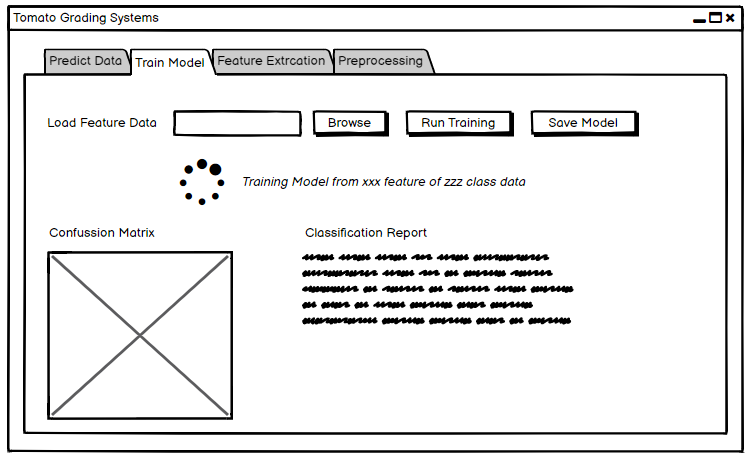 Tomato Grading Systems
Predict Data
Train Model
Feature Extrcation
Preprocessing
Load Feature Data
Browse
Run Training
Save Model
Training Model from xxx feature of zzz class data
Confussion Matrix
Classification Report